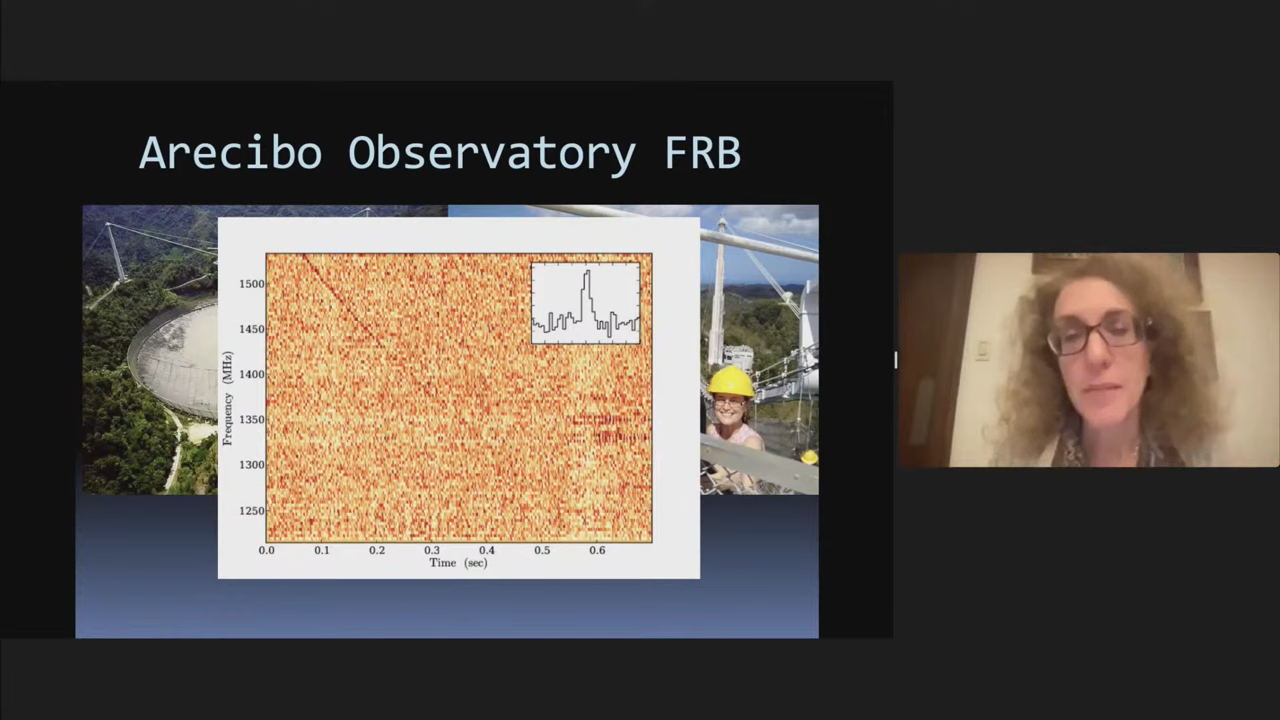 Arecibo Observatory FRB
1500
1450
1400
1350
1300
1250
Frequency (MHz)
0.0 0.1 0.2 0.3 0.4 0.5 0.6
Time (sec)